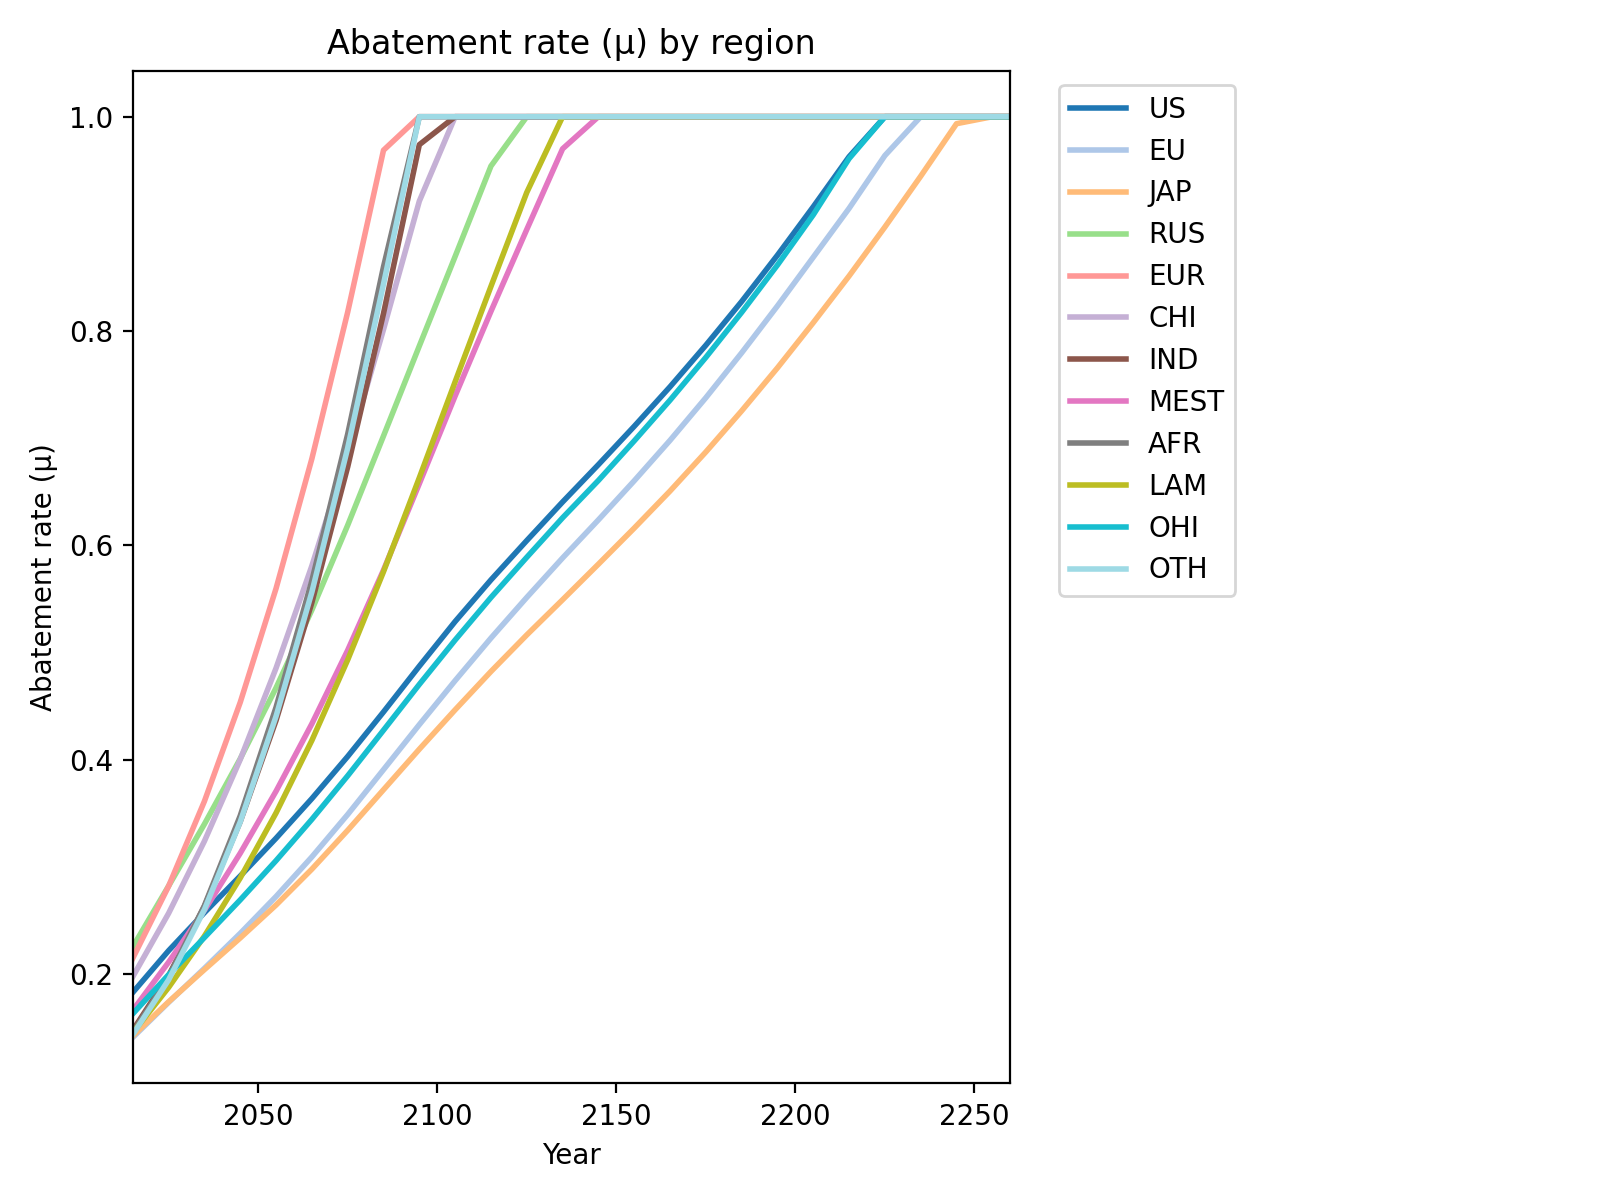 Abatement rate (μ) by region
Abatement rate (μ)
1.0
0.8
0.6
0.4
0.2
2050
2100
2150
2200
2250
Year
US
EU
JAP
RUS
EUR
CHI
IND
MEST
AFR
LAM
OHI
OTH